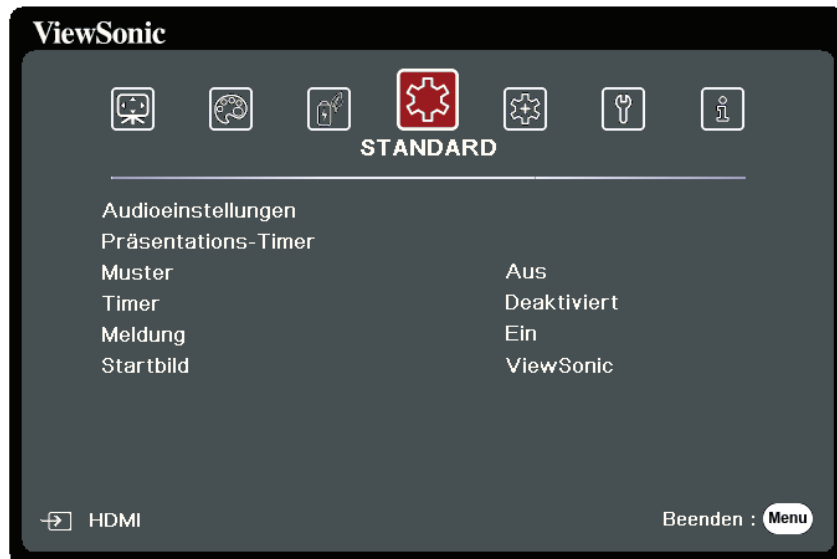 ViewSonic
STANDARD
Audioeinstellungen
Präsentations-Timer
Muster Aus
Timer Deaktiviert
Meldung Ein
Startbild ViewSonic
HDMI Beenden : Menu